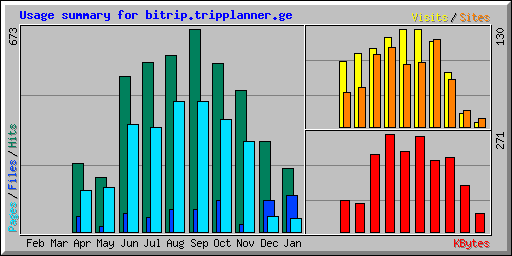 Usage summary for bitrip.tripplanner.ge
Visits/Sites
673
130
271
Pages/Files/Hits
Feb Mar Apr May Jun Jul Aug Sep Oct Nov Dec Jan
KBytes